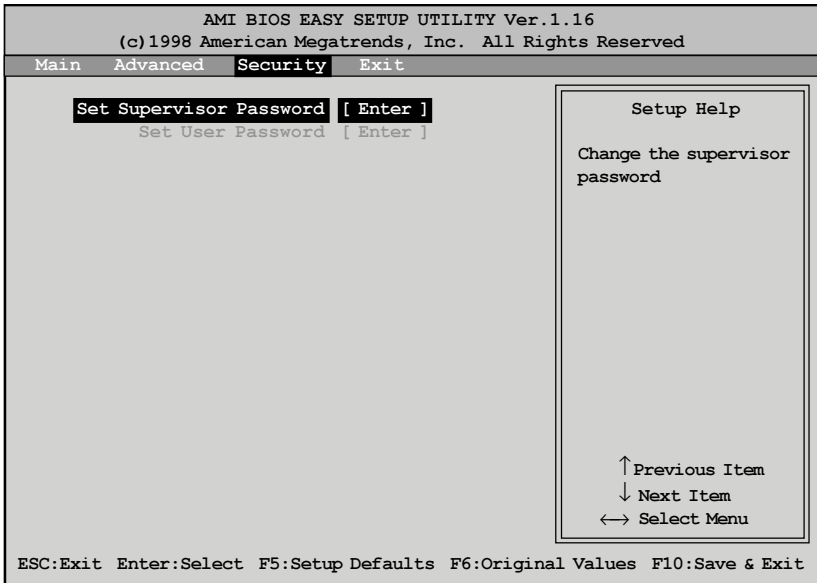 AMI BIOS EASY SETUP UTILITY Ver.1.16
(c)1998 American Megatrends, Inc. All Rights Reserved
Main Advanced Security Exit
Set Supervisor Password [ Enter ]
Set User Password [ Enter ]
Setup Help
Change the supervisor
password
↑ Previous Item
↓ Next Item
←→ Select Menu
ESC:Exit Enter:Select F5:Setup Defaults F6:Original Values F10:Save & Exit